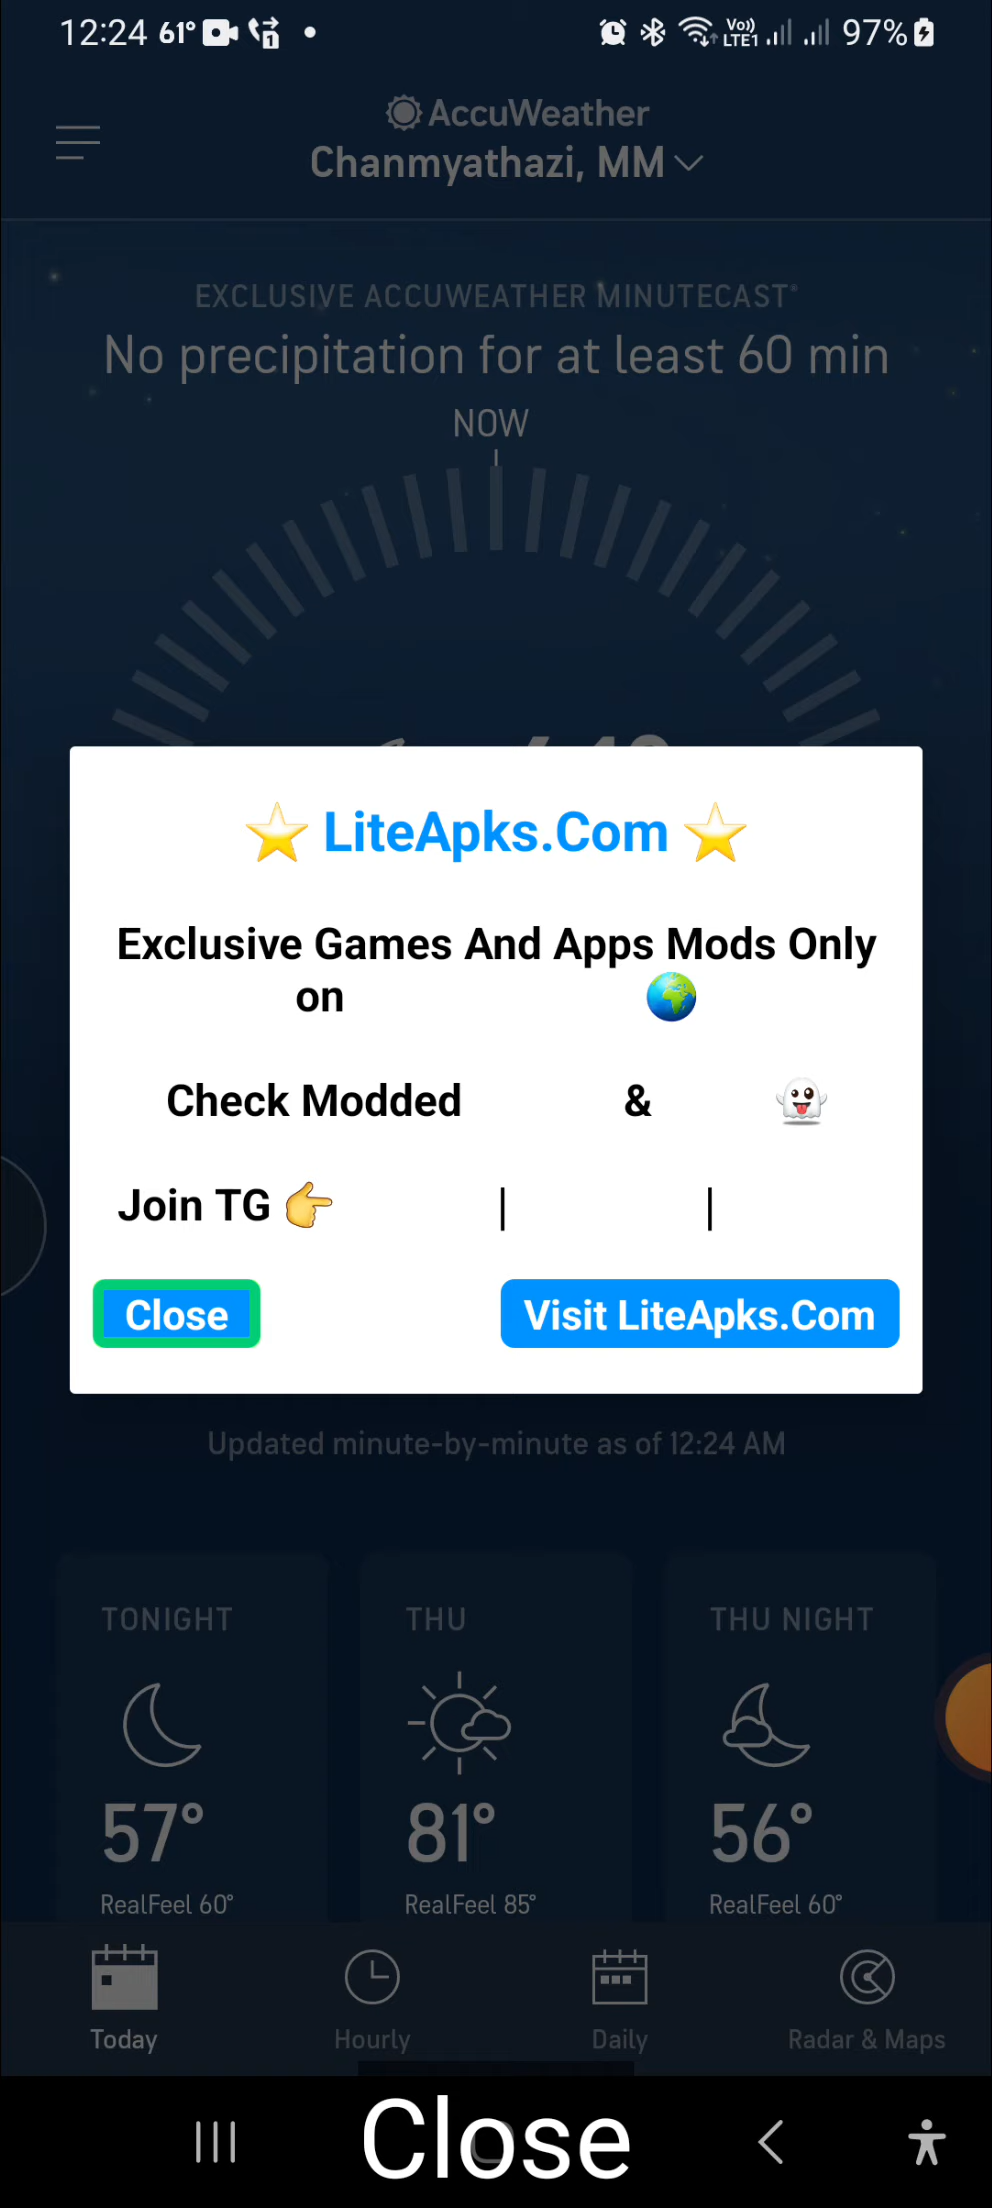 12:24 61° 1 Vo)) LTE1 97%
AccuWeather
Chanmyathazi, MM
EXCLUSIVE ACCUWEATHER MINUTECAST®
No precipitation for at least 60 min
NOW
⭐ LiteApks.Com ⭐
Exclusive Games And Apps Mods Only
on 🌍
Check Modded & 👻
Join TG 👉 | |
Close Visit LiteApks.Com
Updated minute-by-minute as of 12:24 AM
TONIGHT THU THU NIGHT
57° 81° 56°
RealFeel 60° RealFeel 85° RealFeel 60°
Today Hourly Daily Radar & Maps
Close